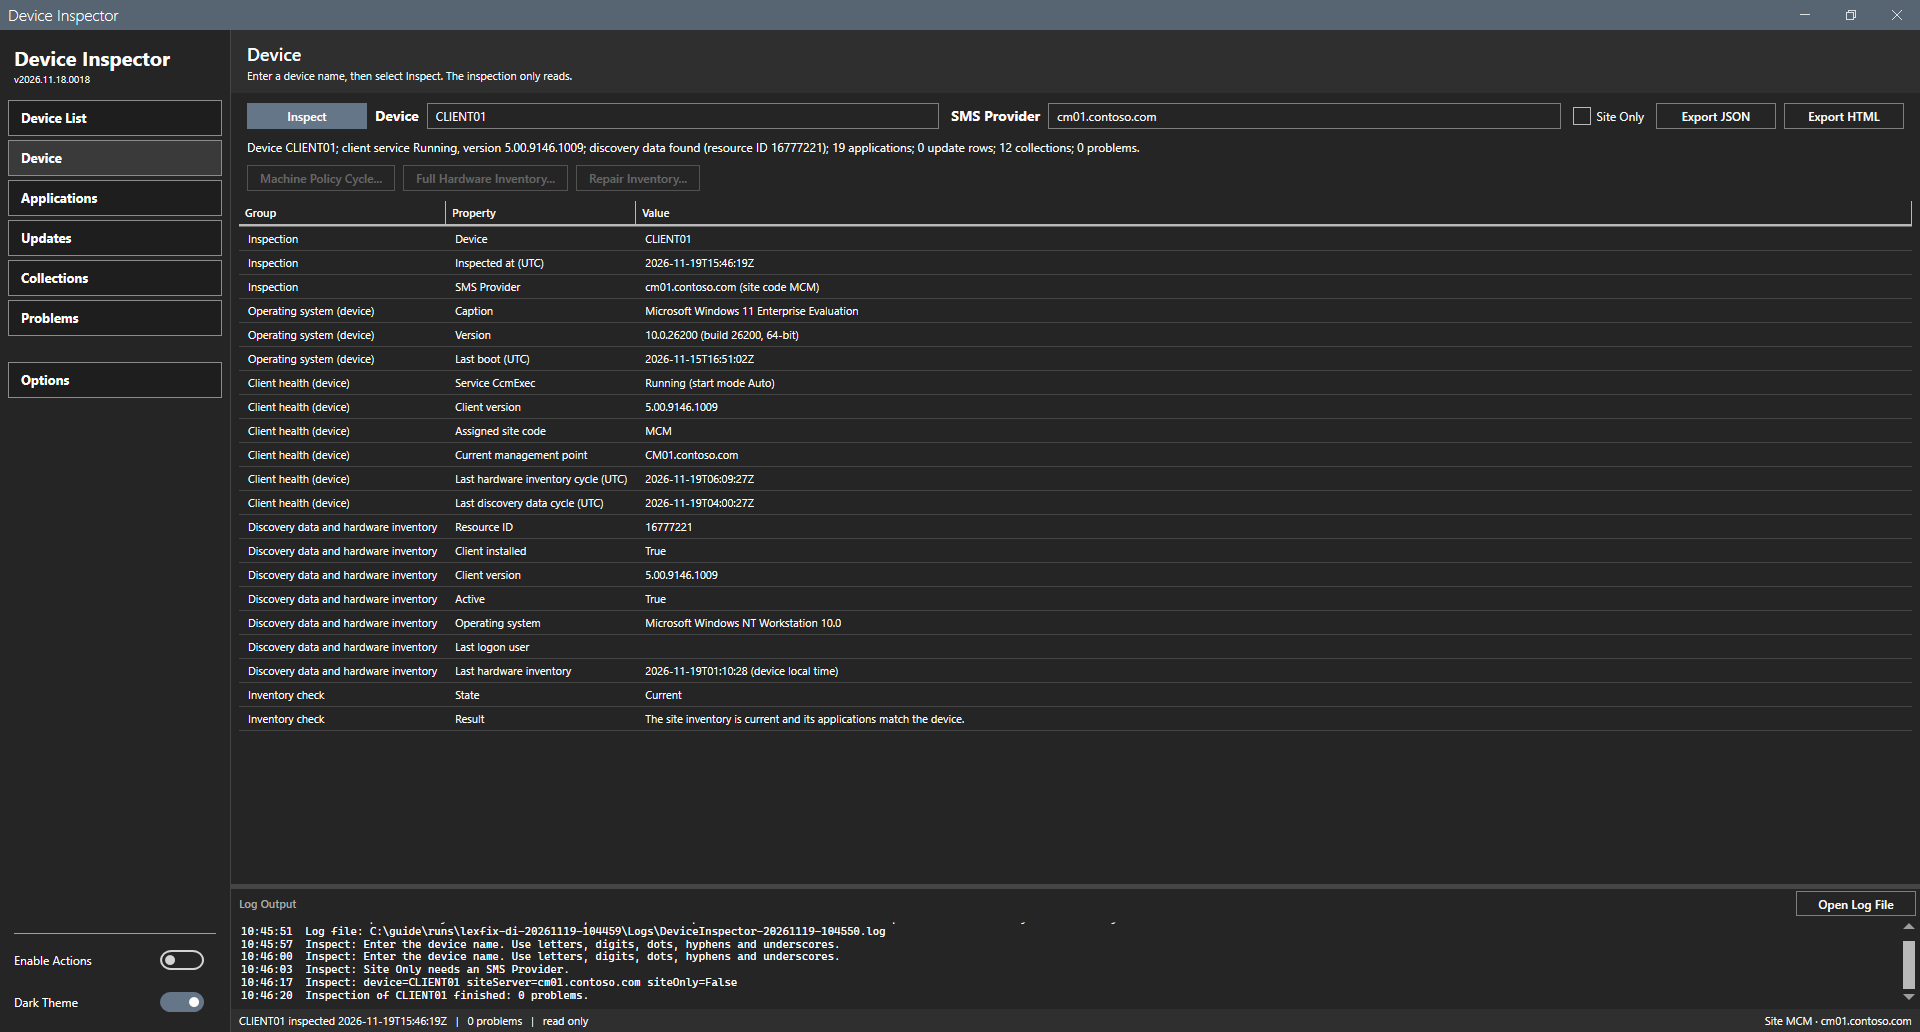 Device Inspector
Device Inspector
v2026.11.18.0018
Device List
Device
Applications
Updates
Collections
Problems
Options
Enable Actions
Dark Theme
Device
Enter a device name, then select Inspect. The inspection only reads.
Inspect Device CLIENT01 SMS Provider cm01.contoso.com Site Only Export JSON Export HTML
Device CLIENT01; client service Running, version 5.00.9146.1009; discovery data found (resource ID 16777221); 19 applications; 0 update rows; 12 collections; 0 problems.
Machine Policy Cycle... Full Hardware Inventory... Repair Inventory...
Group Property Value
Inspection Device CLIENT01
Inspection Inspected at (UTC) 2026-11-19T15:46:19Z
Inspection SMS Provider cm01.contoso.com (site code MCM)
Operating system (device) Caption Microsoft Windows 11 Enterprise Evaluation
Operating system (device) Version 10.0.26200 (build 26200, 64-bit)
Operating system (device) Last boot (UTC) 2026-11-15T16:51:02Z
Client health (device) Service CcmExec Running (start mode Auto)
Client health (device) Client version 5.00.9146.1009
Client health (device) Assigned site code MCM
Client health (device) Current management point CM01.contoso.com
Client health (device) Last hardware inventory cycle (UTC) 2026-11-19T06:09:27Z
Client health (device) Last discovery data cycle (UTC) 2026-11-19T04:00:27Z
Discovery data and hardware inventory Resource ID 16777221
Discovery data and hardware inventory Client installed True
Discovery data and hardware inventory Client version 5.00.9146.1009
Discovery data and hardware inventory Active True
Discovery data and hardware inventory Operating system Microsoft Windows NT Workstation 10.0
Discovery data and hardware inventory Last logon user
Discovery data and hardware inventory Last hardware inventory 2026-11-19T01:10:28 (device local time)
Inventory check State Current
Inventory check Result The site inventory is current and its applications match the device.
Log Output
Open Log File
10:45:51 Log file: C:\guide\runs\lexfix-di-20261119-104459\Logs\DeviceInspector-20261119-104550.log
10:45:57 Inspect: Enter the device name. Use letters, digits, dots, hyphens and underscores.
10:46:00 Inspect: Enter the device name. Use letters, digits, dots, hyphens and underscores.
10:46:03 Inspect: Site Only needs an SMS Provider.
10:46:17 Inspect: device=CLIENT01 siteServer=cm01.contoso.com siteOnly=False
10:46:20 Inspection of CLIENT01 finished: 0 problems.
CLIENT01 inspected 2026-11-19T15:46:19Z | 0 problems | read only
Site MCM · cm01.contoso.com